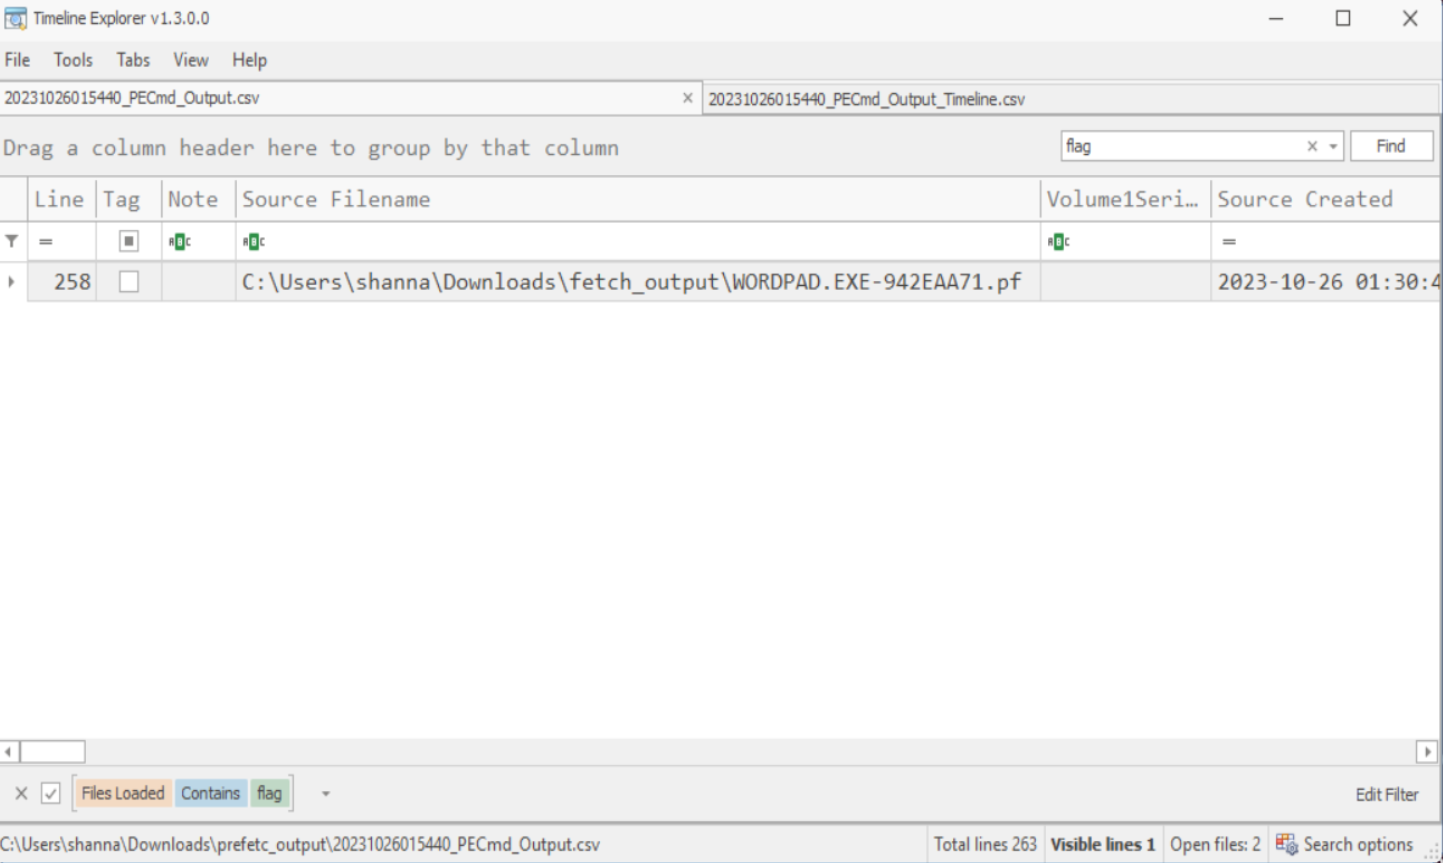 Timeline Explorer v1.3.0.0
File Tools Tabs View Help
20231026015440_PECmd_Output.csv × 20231026015440_PECmd_Output_Timeline.csv
Drag a column header here to group by that column flag Find
Line Tag Note Source Filename Volume1Seri... Source Created
= ABC ABC ABC =
258 C:\Users\shanna\Downloads\fetch_output\WORDPAD.EXE-942EAA71.pf 2023-10-26 01:30:4
Files Loaded Contains flag Edit Filter
C:\Users\shanna\Downloads\prefetc_output\20231026015440_PECmd_Output.csv Total lines 263 Visible lines 1 Open files: 2 Search options